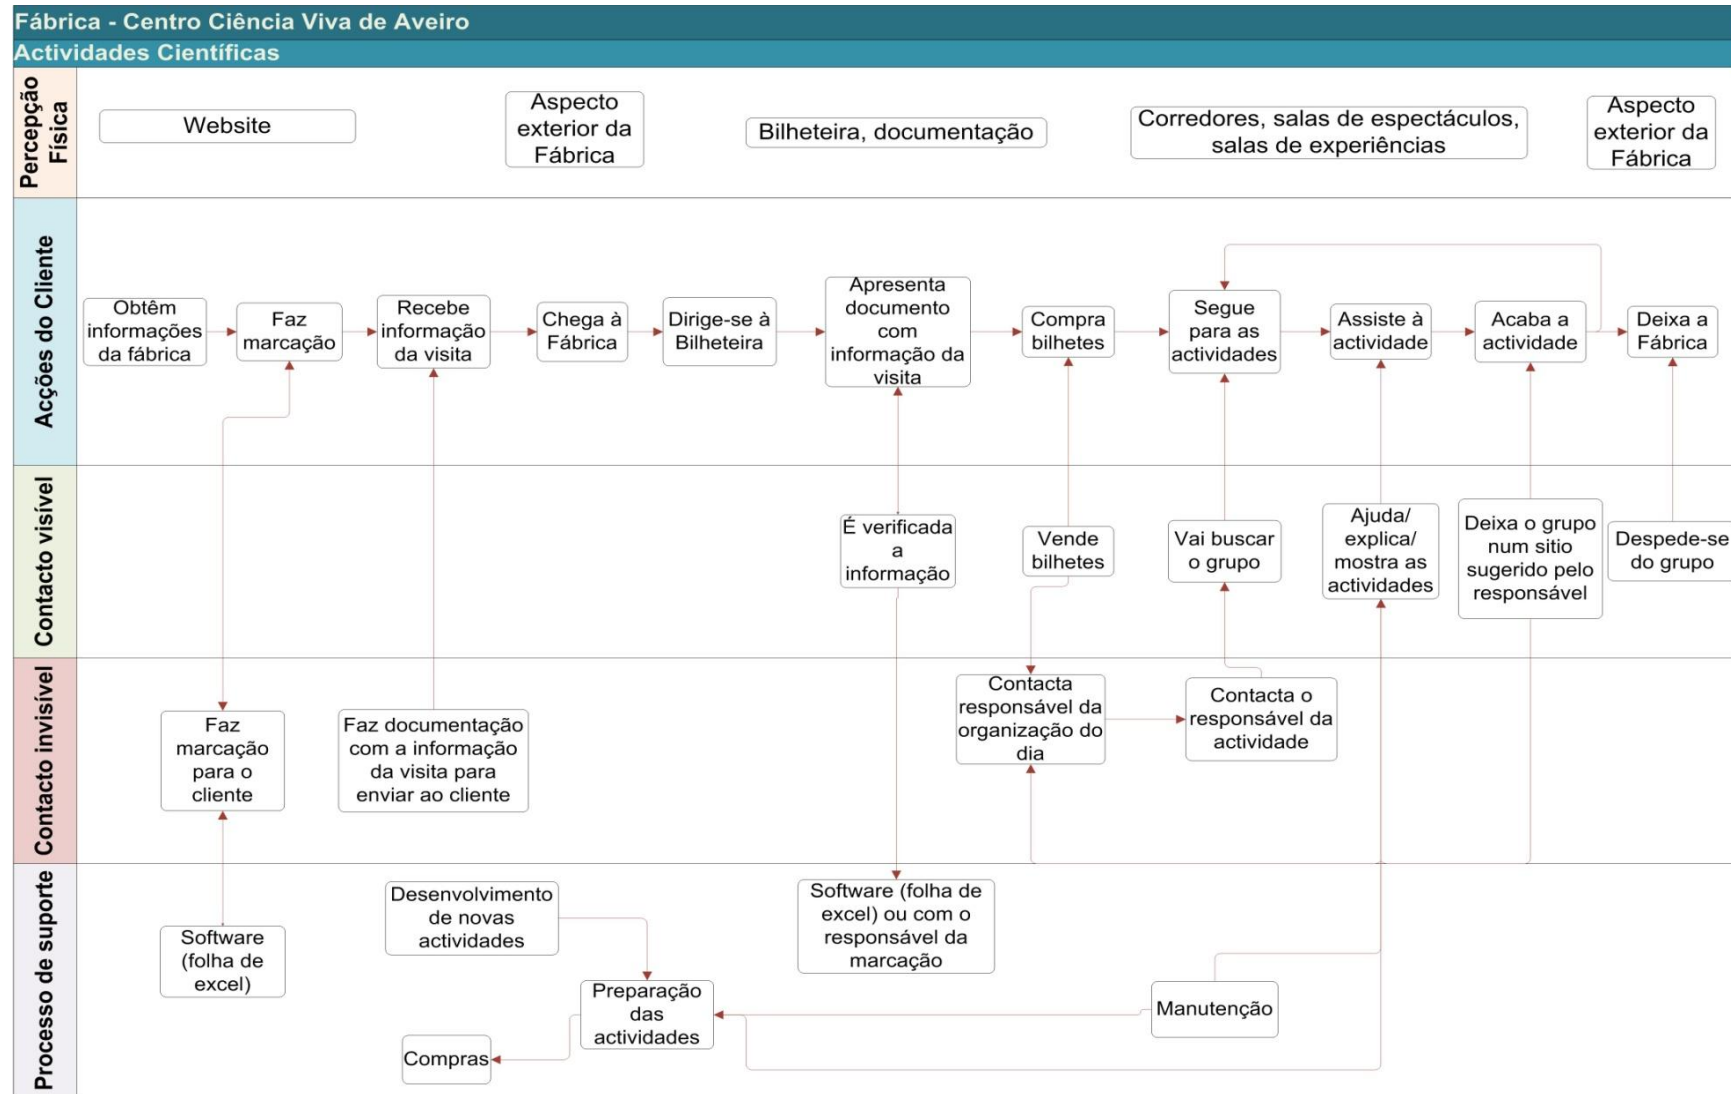 Fábrica - Centro Ciência Viva de Aveiro
Actividades Científicas
Percepção
Física
Website
Aspecto
exterior da
Fábrica
Bilheteira, documentação
Corredores, salas de espectáculos,
salas de experiências
Aspecto
exterior da
Fábrica
Acções do Cliente
Obtêm
informações
da fábrica
Faz
marcação
Recebe
informação
da visita
Chega à
Fábrica
Dirige-se à
Bilheteira
Apresenta
documento
com
informação da
visita
Compra
bilhetes
Segue
para as
actividades
Assiste à
actividade
Acaba a
actividade
Deixa a
Fábrica
Contacto visível
É verificada
a
informação
Vende
bilhetes
Vai buscar
o grupo
Ajuda/
explica/
mostra as
actividades
Deixa o grupo
num sitio
sugerido pelo
responsável
Despede-se
do grupo
Contacto invisível
Faz
marcação
para o
cliente
Faz documentação
com a informação
da visita para
enviar ao cliente
Contacta
responsável da
organização do
dia
Contacta o
responsável da
actividade
Processo de suporte
Software
(folha de
excel)
Desenvolvimento
de novas
actividades
Preparação
das
actividades
Compras
Software (folha de
excel) ou com o
responsável da
marcação
Manutenção